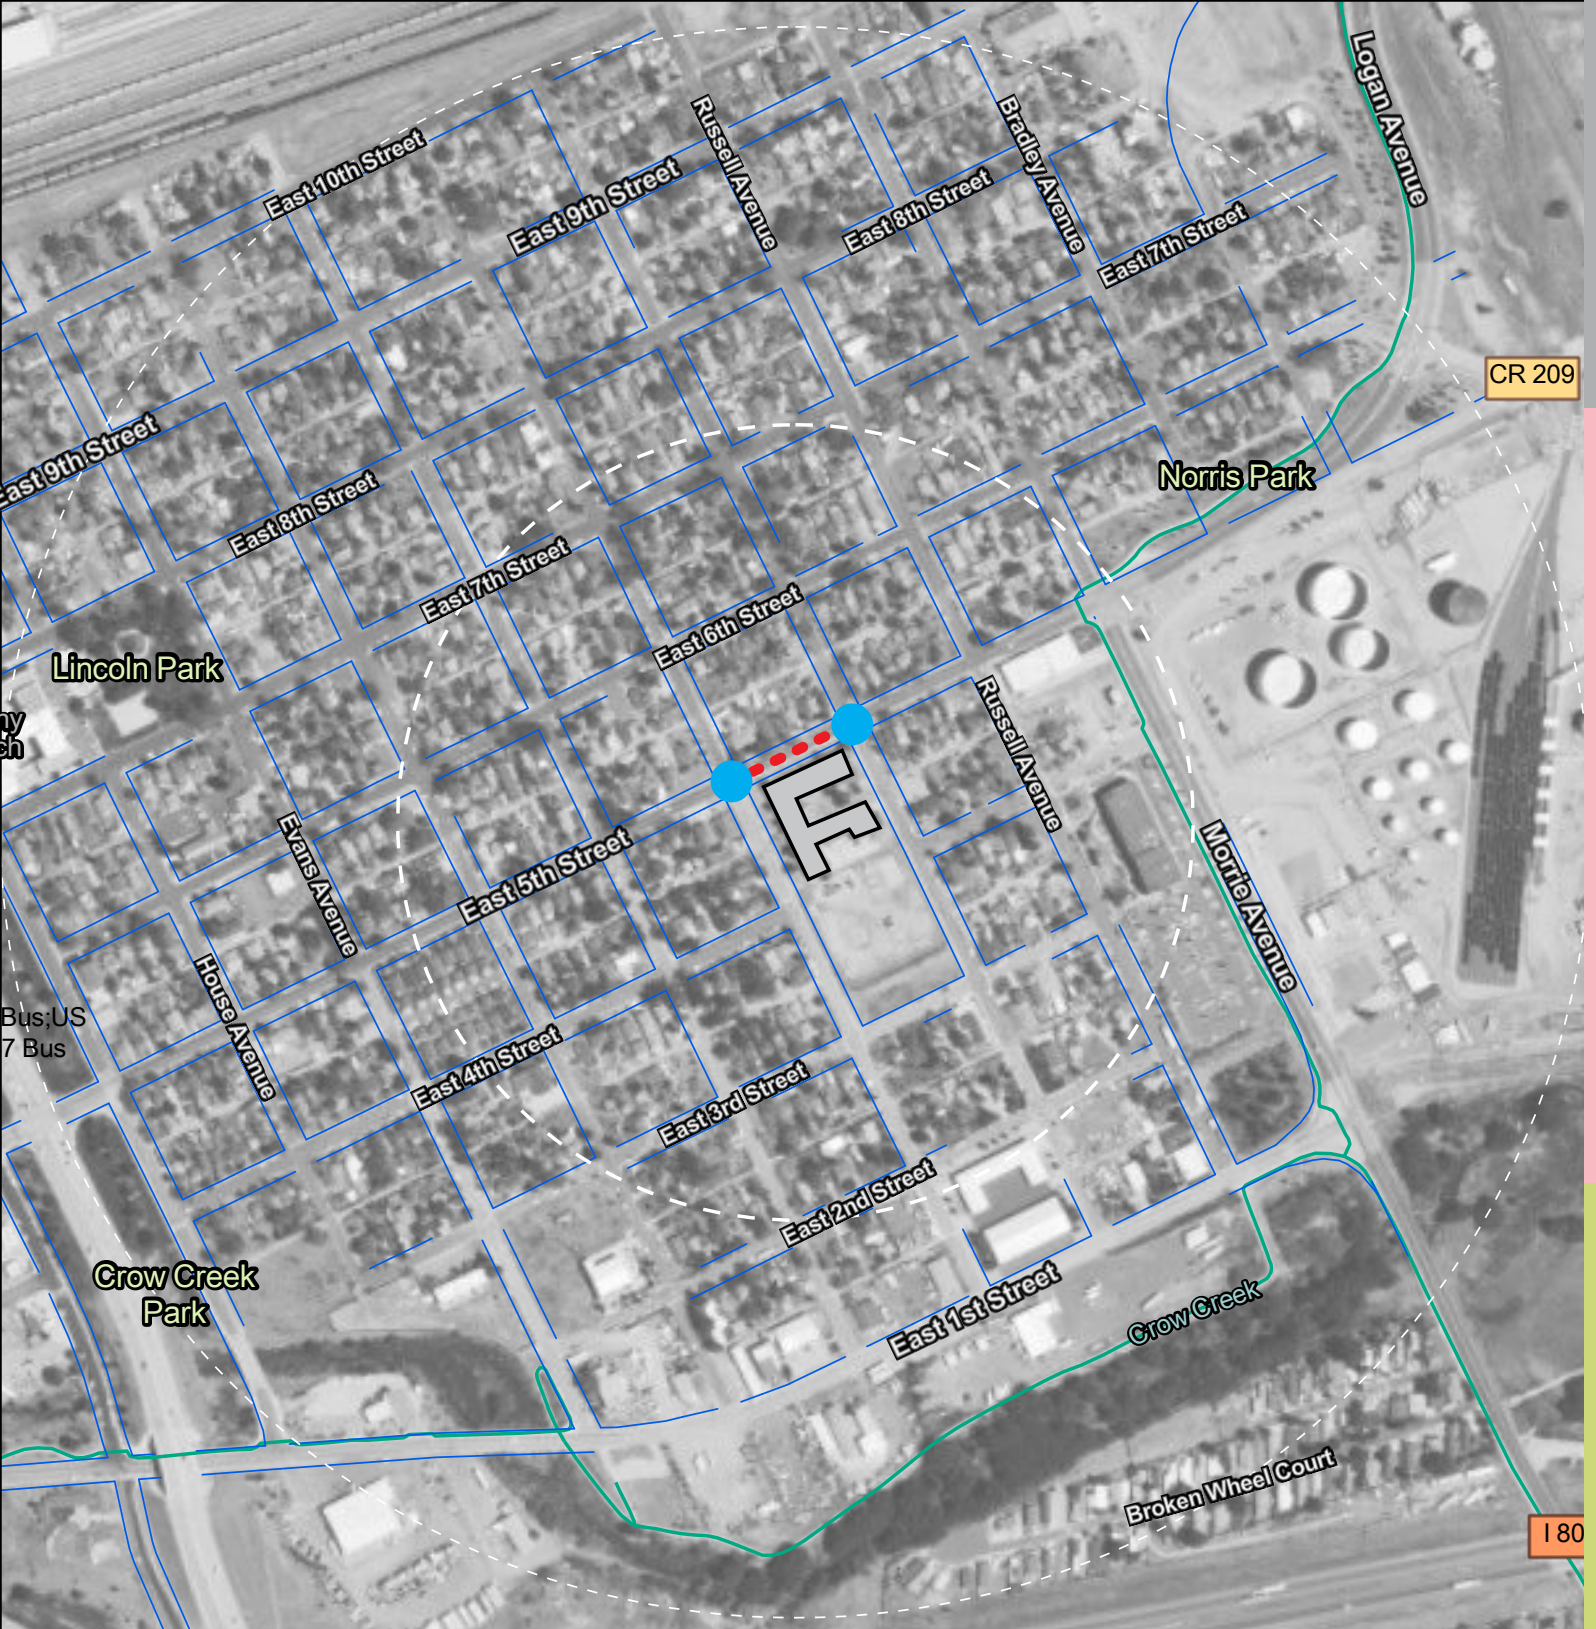 Logan Avenue
Russell Avenue
Bradley Avenue
East 10th Street
East 9th Street
East 8th Street
East 7th Street
CR 209
East 9th Street
Norris Park
East 8th Street
East 7th Street
East 6th Street
Lincoln Park
ny
ch
Russell Avenue
Evans Avenue
East 5th Street
Morrie Avenue
House Avenue
Bus;US
7 Bus
East 4th Street
East 3rd Street
East 2nd Street
Crow Creek
Park
East 1st Street
Crow Creek
Broken Wheel Court
I 80